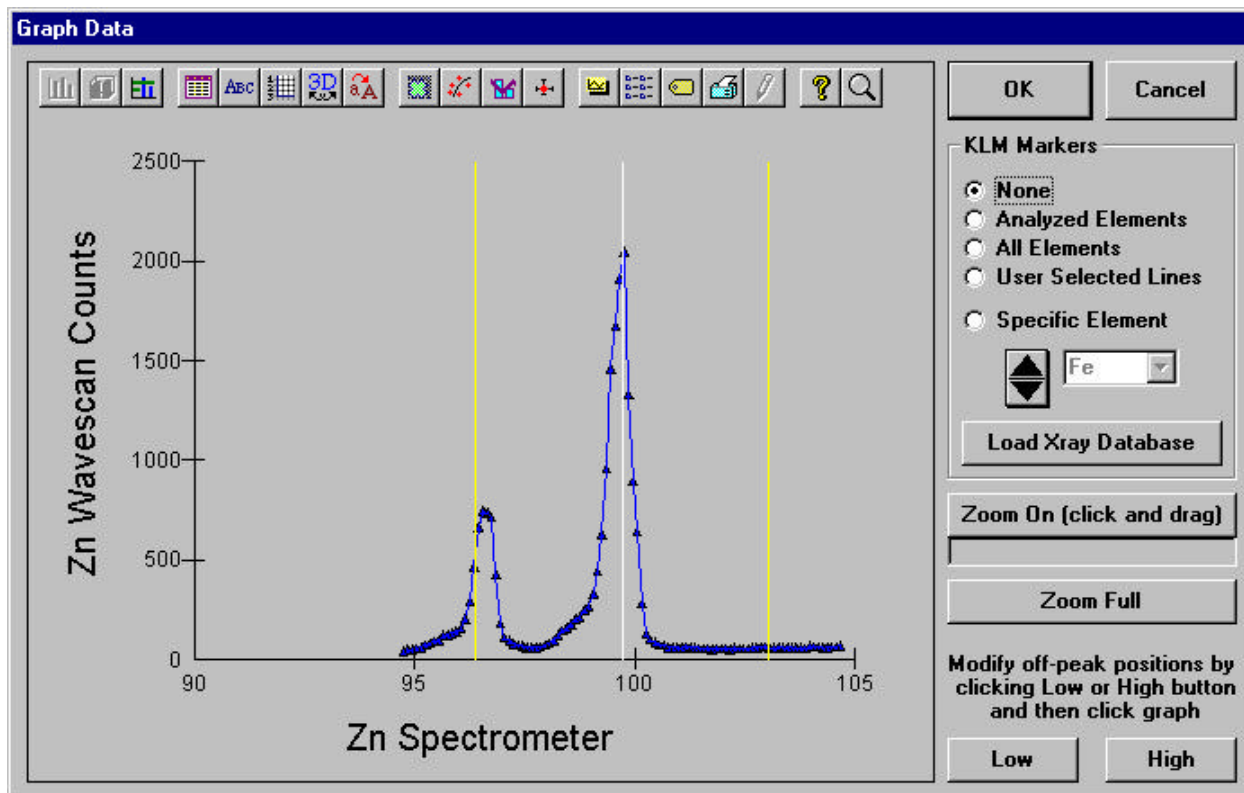 Graph Data
ABC
3D
aA
?
2500
2000
1500
1000
500
0
90
95
100
105
Zn Wavescan Counts
Zn Spectrometer
OK
Cancel
KLM Markers
None
Analyzed Elements
All Elements
User Selected Lines
Specific Element
Fe
Load Xray Database
Zoom On (click and drag)
Zoom Full
Modify off-peak positions by
clicking Low or High button
and then click graph
Low
High